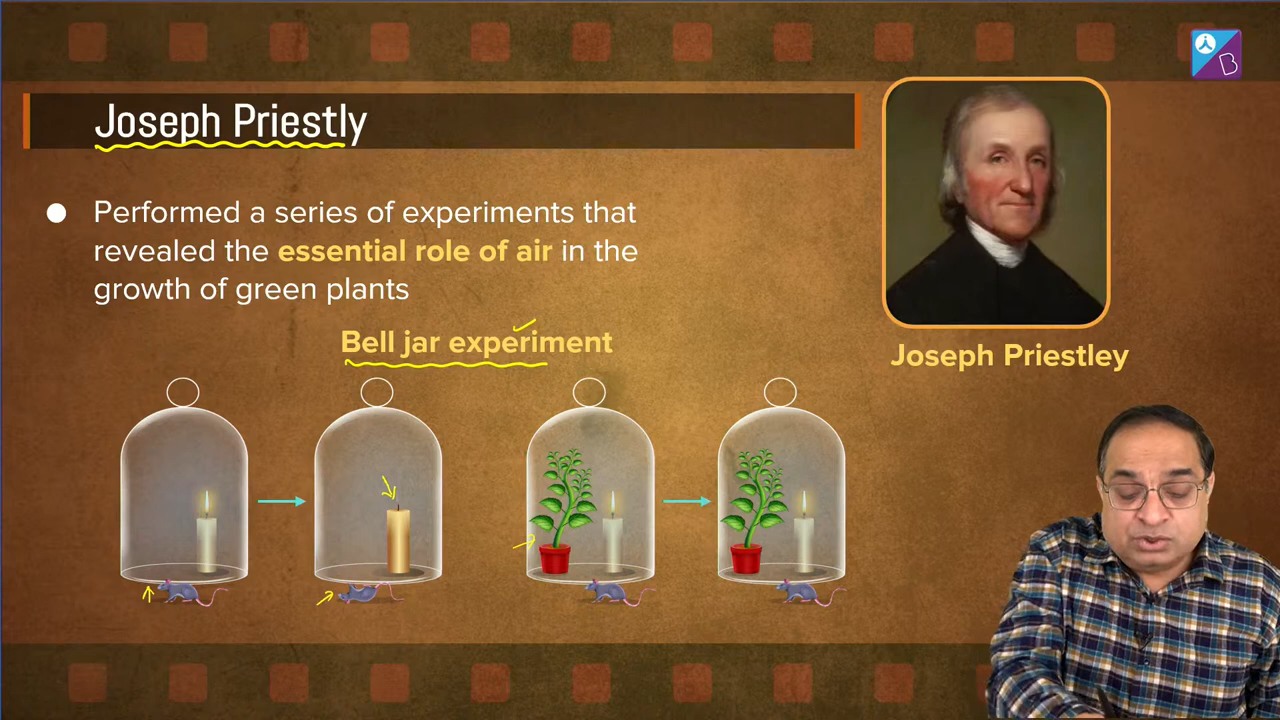 Joseph Priestly
Performed a series of experiments that
revealed the essential role of air in the
growth of green plants
Bell jar experiment
Joseph Priestley
B